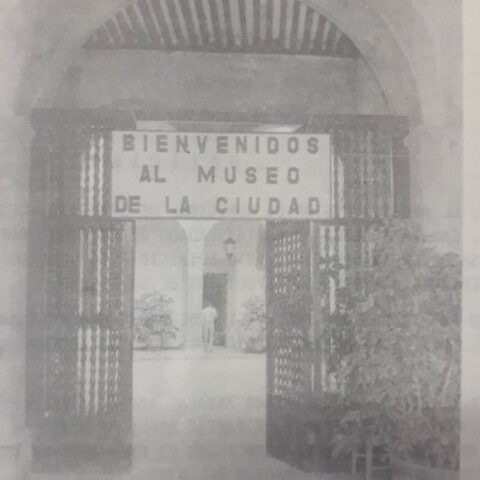 BIENVENIDOS
AL MUSEO
DE LA CIUDAD